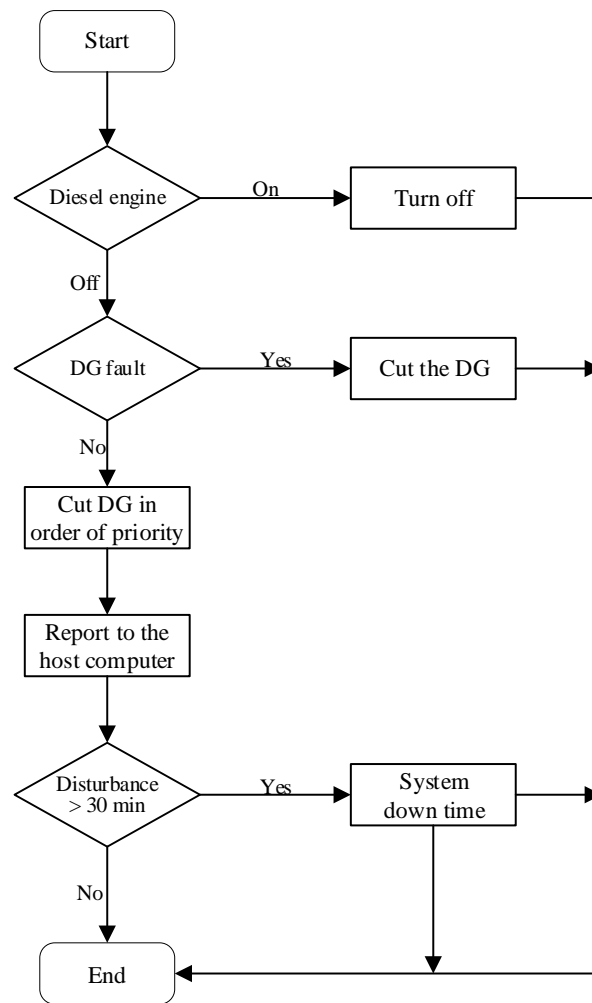 Start
Diesel engine
On
Turn off
Off
DG fault
Yes
Cut the DG
No
Cut DG in
order of priority
Report to the
host computer
Disturbance
> 30 min
Yes
System
down time
No
End